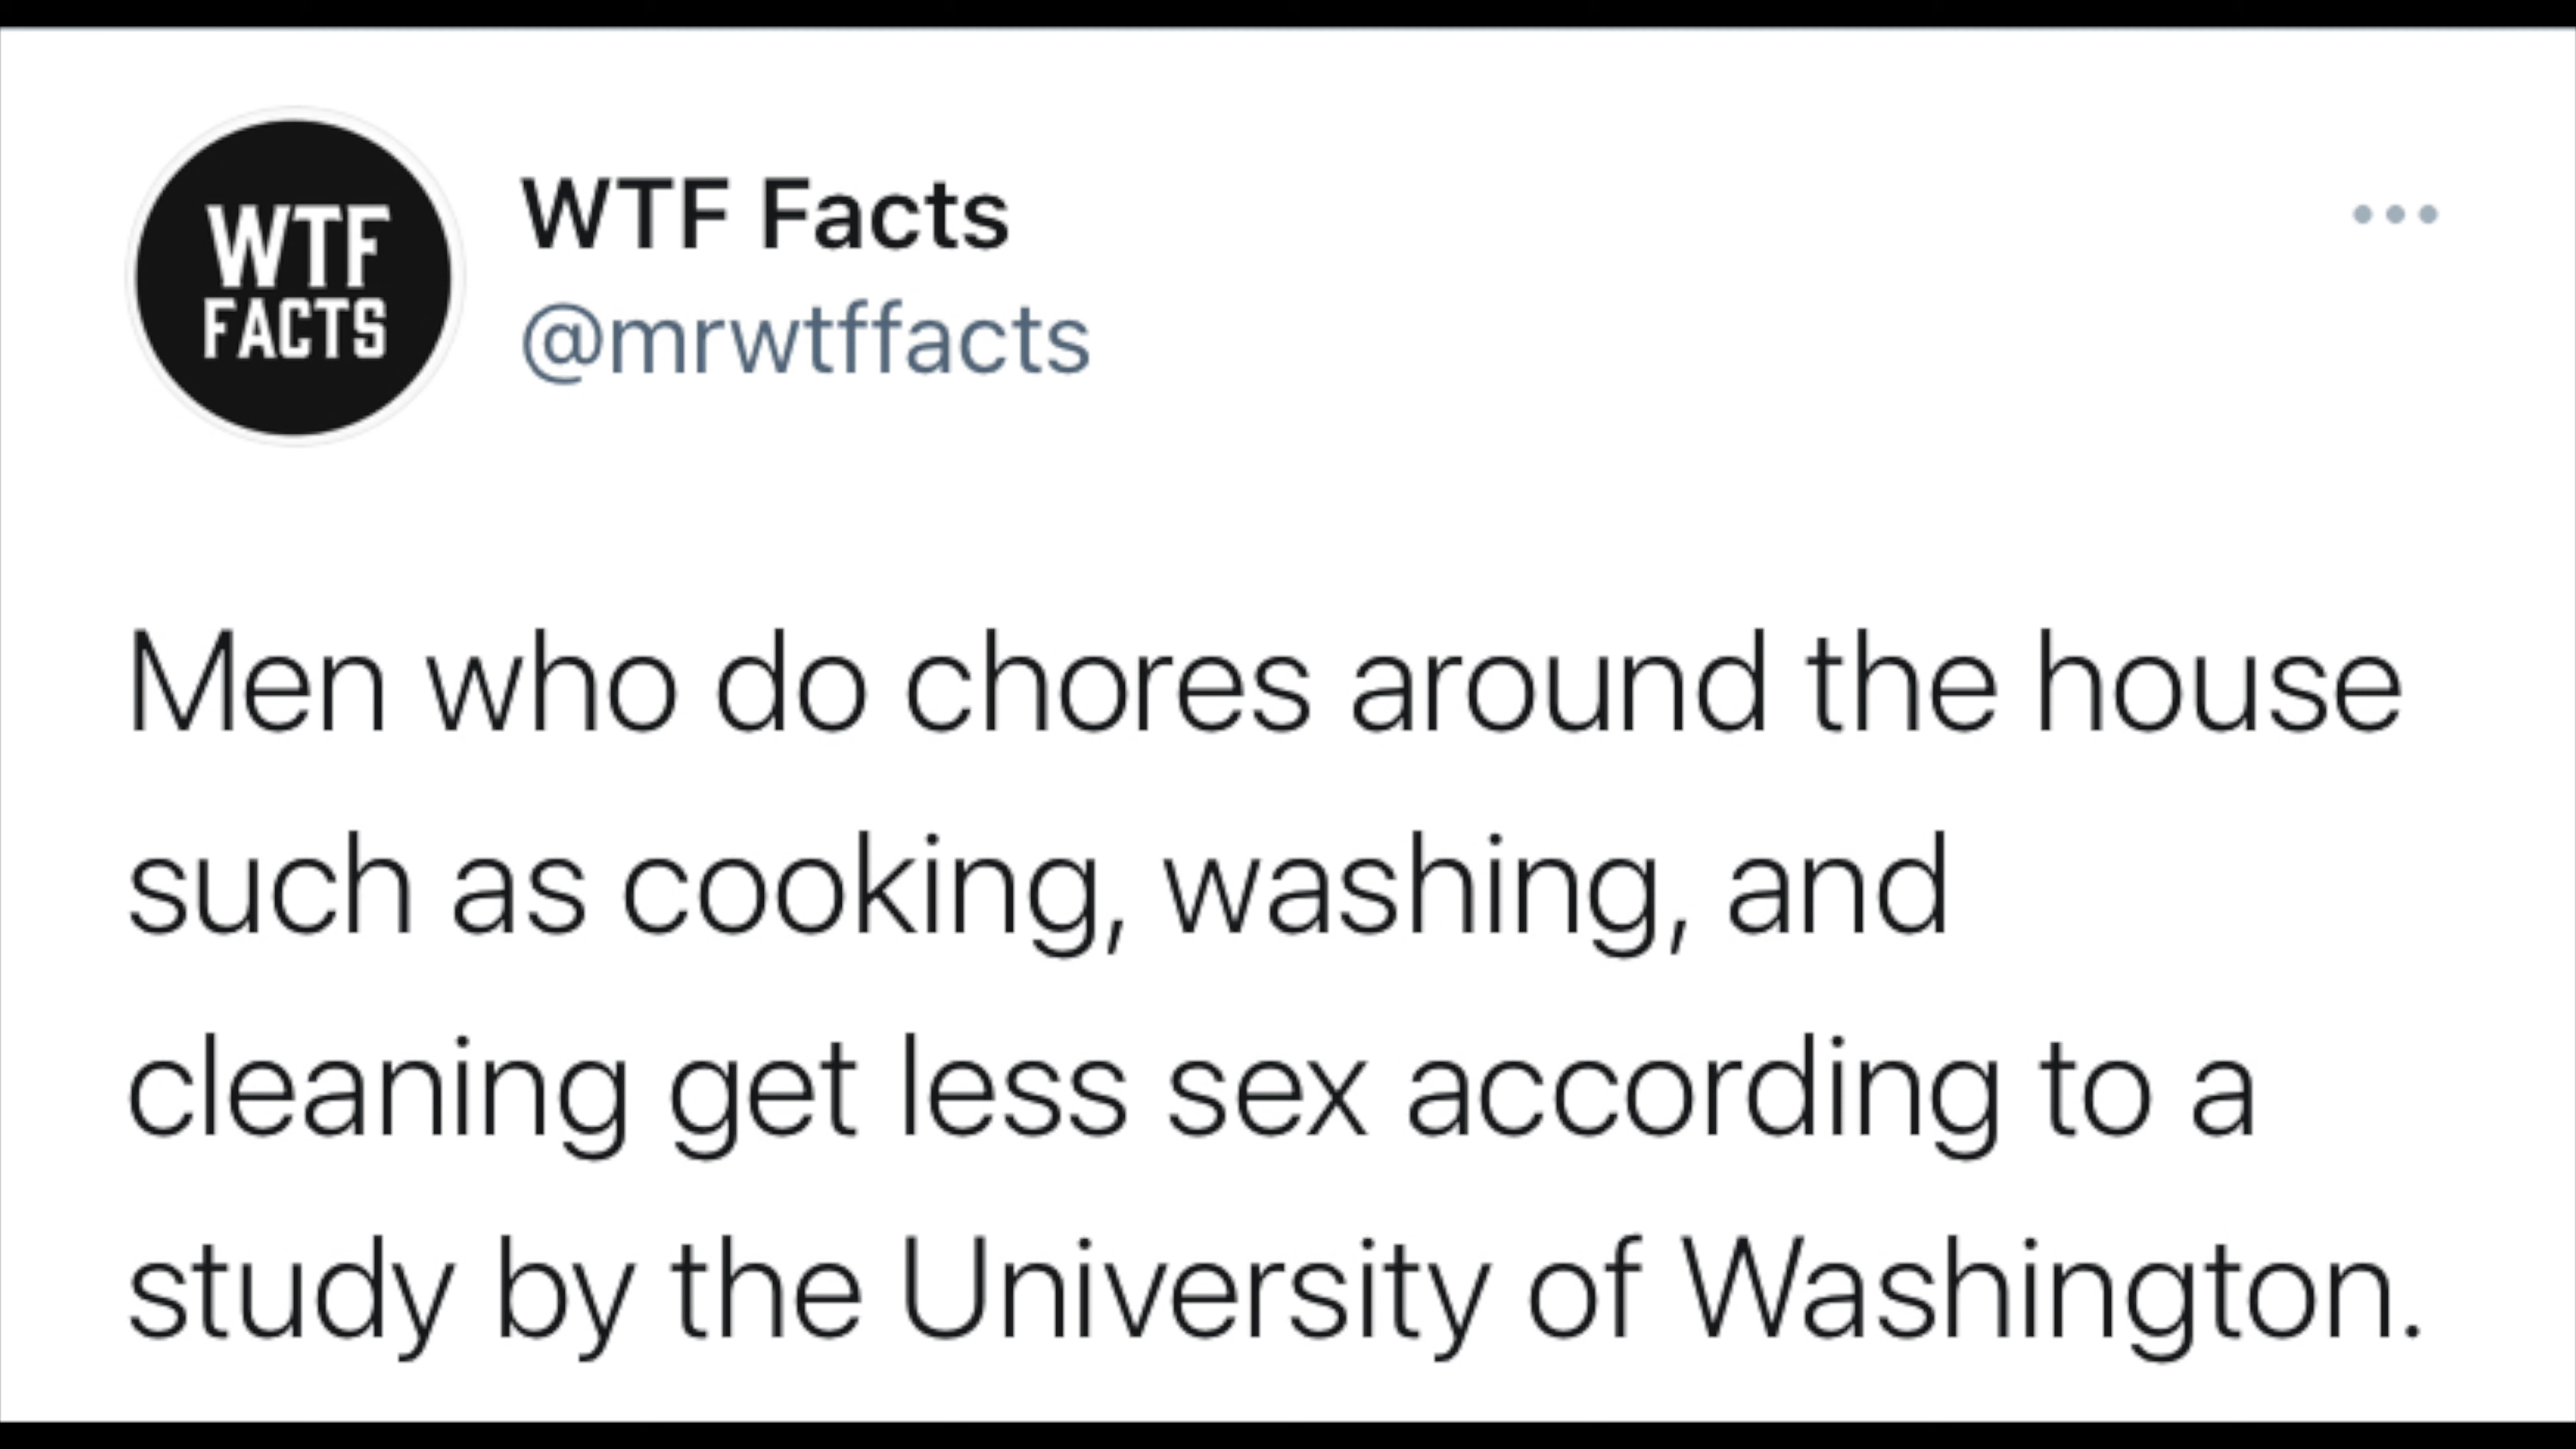 WTF
FACTS
WTF Facts
@mrwtffacts
Men who do chores around the house
such as cooking, washing, and
cleaning get less sex according to a
study by the University of Washington.